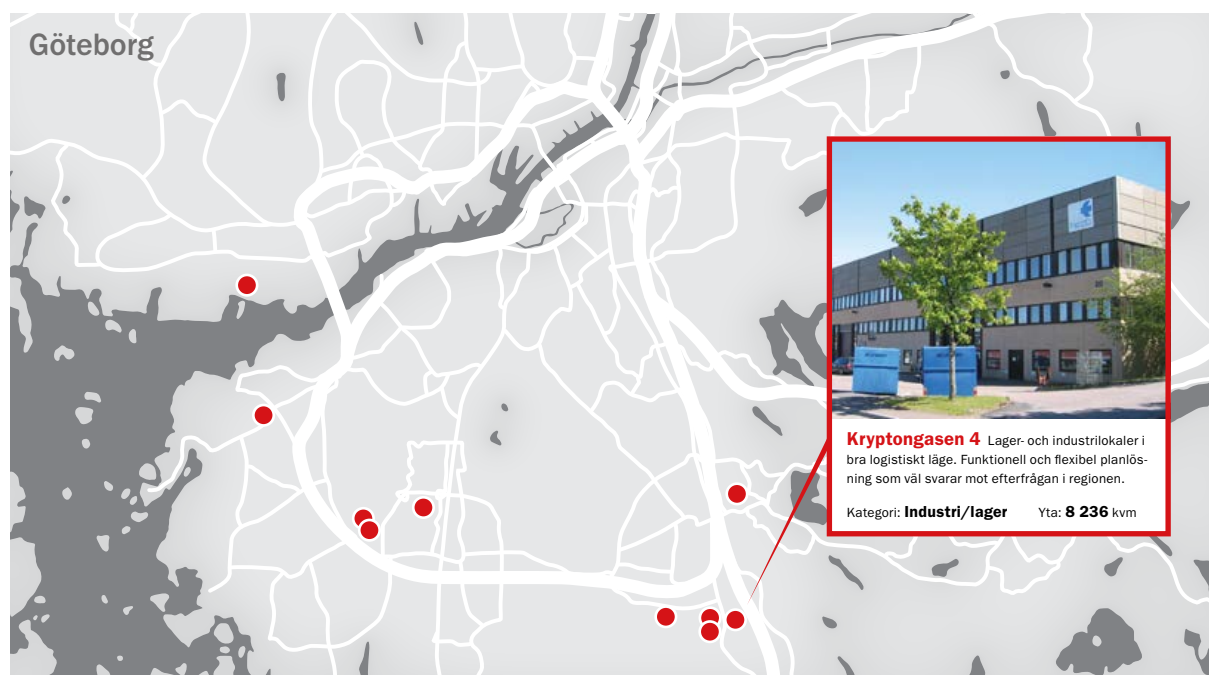 Göteborg
Kryptongasen 4 Lager- och industrilokaler i
bra logistiskt läge. Funktionell och flexibel planlös-
ning som väl svarar mot efterfrågan i regionen.
Kategori: Industri/lager Yta: 8 236 kvm